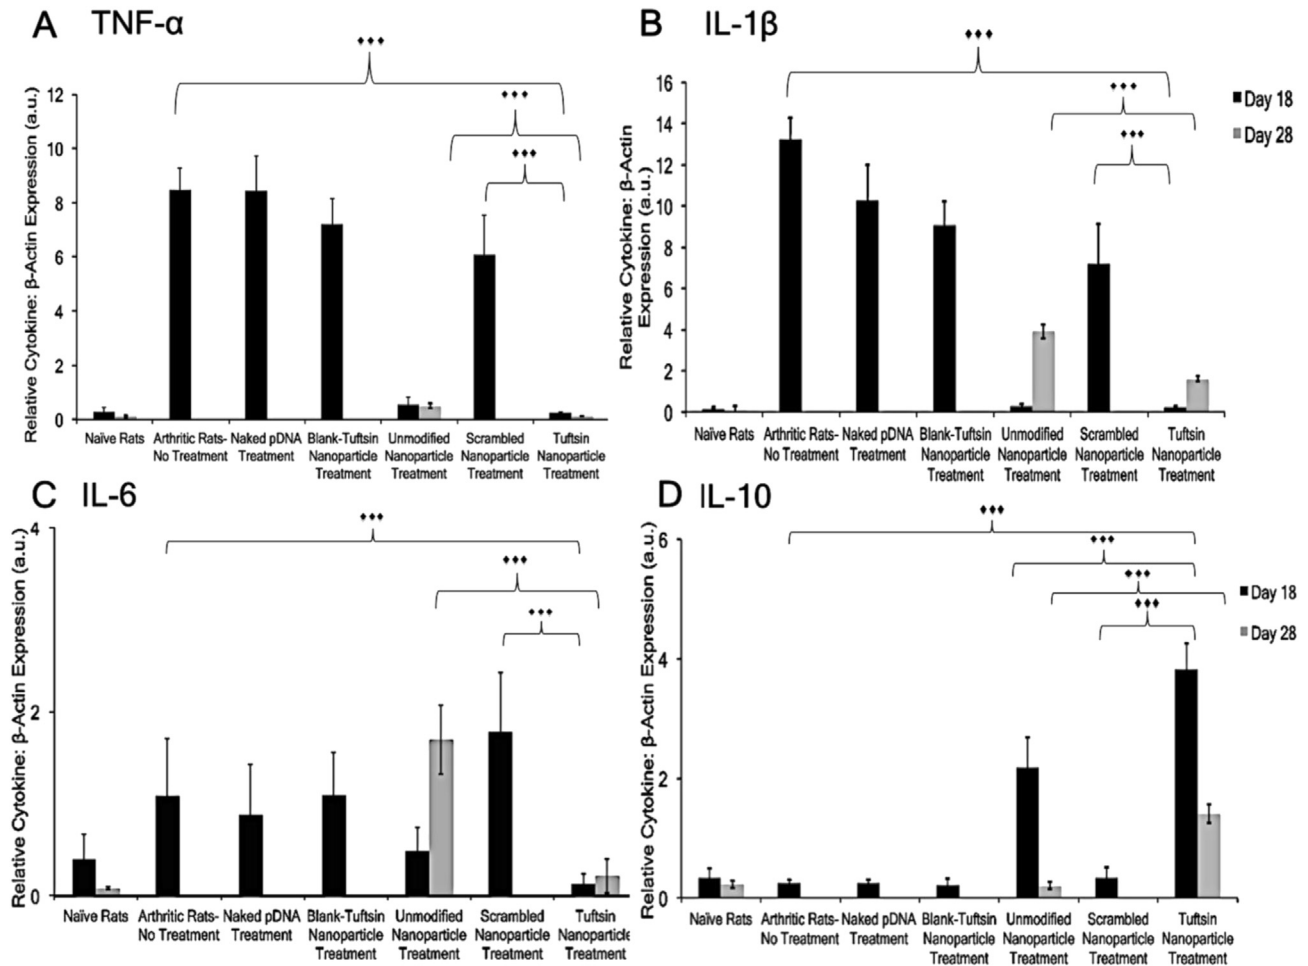 A TNF-α
♦♦♦
♦♦♦
♦♦♦
Relative Cytokine: β-Actin Expression (a.u.)
12
10
8
6
4
2
0
Naïve Rats
Arthritic Rats-
No Treatment
Naked pDNA
Treatment
Blank-Tuftsin
Nanoparticle
Treatment
Unmodified
Nanoparticle
Treatment
Scrambled
Nanoparticle
Treatment
Tuftsin
Nanoparticle
Treatment
B IL-1β
♦♦♦
♦♦♦
♦♦♦
Relative Cytokine: β-Actin
Expression (a.u.)
16
14
12
10
8
6
4
2
0
Naïve Rats
Arthritic Rats-
No Treatment
Naked pDNA
Treatment
Blank-Tuftsin
Nanoparticle
Treatment
Unmodified
Nanoparticle
Treatment
Scrambled
Nanoparticle
Treatment
Tuftsin
Nanoparticle
Treatment
Day 18
Day 28
C IL-6
♦♦♦
♦♦♦
♦♦♦
Relative Cytokine: β-Actin Expression (a.u.)
4
2
0
Naïve Rats
Arthritic Rats-
No Treatment
Naked pDNA
Treatment
Blank-Tuftsin
Nanoparticle
Treatment
Unmodified
Nanoparticle
Treatment
Scrambled
Nanoparticle
Treatment
Tuftsin
Nanoparticle
Treatment
D IL-10
♦♦♦
♦♦♦
♦♦♦
♦♦♦
Relative Cytokine: β-Actin Expression (a.u.)
6
4
2
0
Naïve Rats
Arthritic Rats-
No Treatment
Naked pDNA
Treatment
Blank-Tuftsin
Nanoparticle
Treatment
Unmodified
Nanoparticle
Treatment
Scrambled
Nanoparticle
Treatment
Tuftsin
Nanoparticle
Treatment
Day 18
Day 28